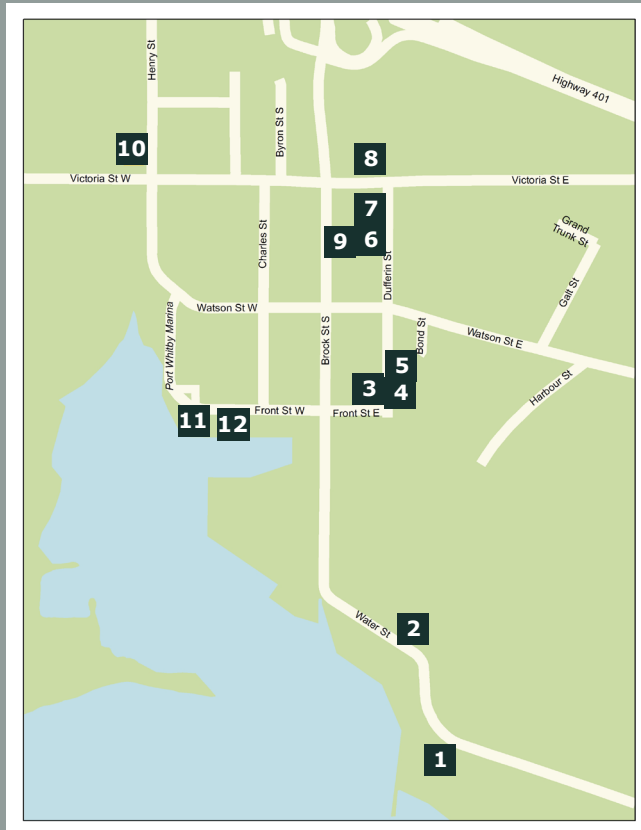 Henry St
Highway 401
Byron St S
10
8
Victoria St W
Victoria St E
7
9
6
Grand
Trunk St
Charles St
Dufferin St
Galt St
Port Whitby Marina
Watson St W
Brock St S
Bond St
Watson St E
5
3
4
Harbour St
11
12
Front St W
Front St E
Water St
2
1